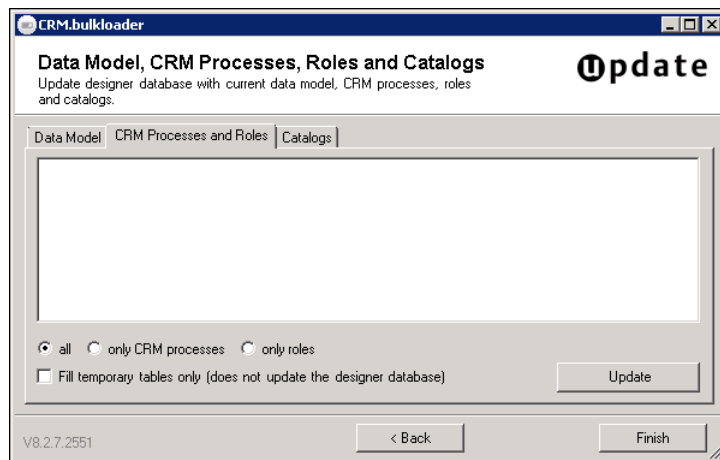 CRM.bulkloader
Data Model, CRM Processes, Roles and Catalogs
Update designer database with current data model, CRM processes, roles
and catalogs.
update
Data Model CRM Processes and Roles Catalogs
all only CRM processes only roles
Fill temporary tables only (does not update the designer database)
Update
V8.2.7.2551
< Back
Finish